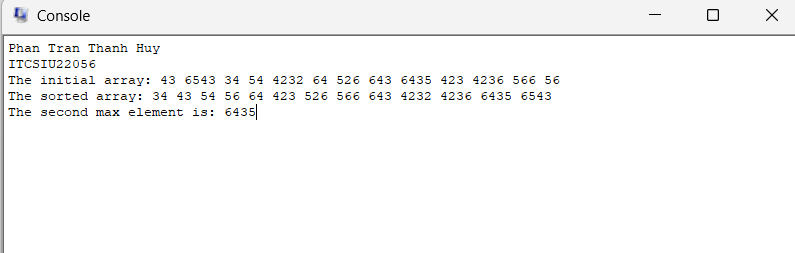 Console
Phan Tran Thanh Huy
ITCSIU22056
The initial array: 43 6543 34 54 4232 64 526 643 6435 423 4236 566 56
The sorted array: 34 43 54 56 64 423 526 566 643 4232 4236 6435 6543
The second max element is: 6435